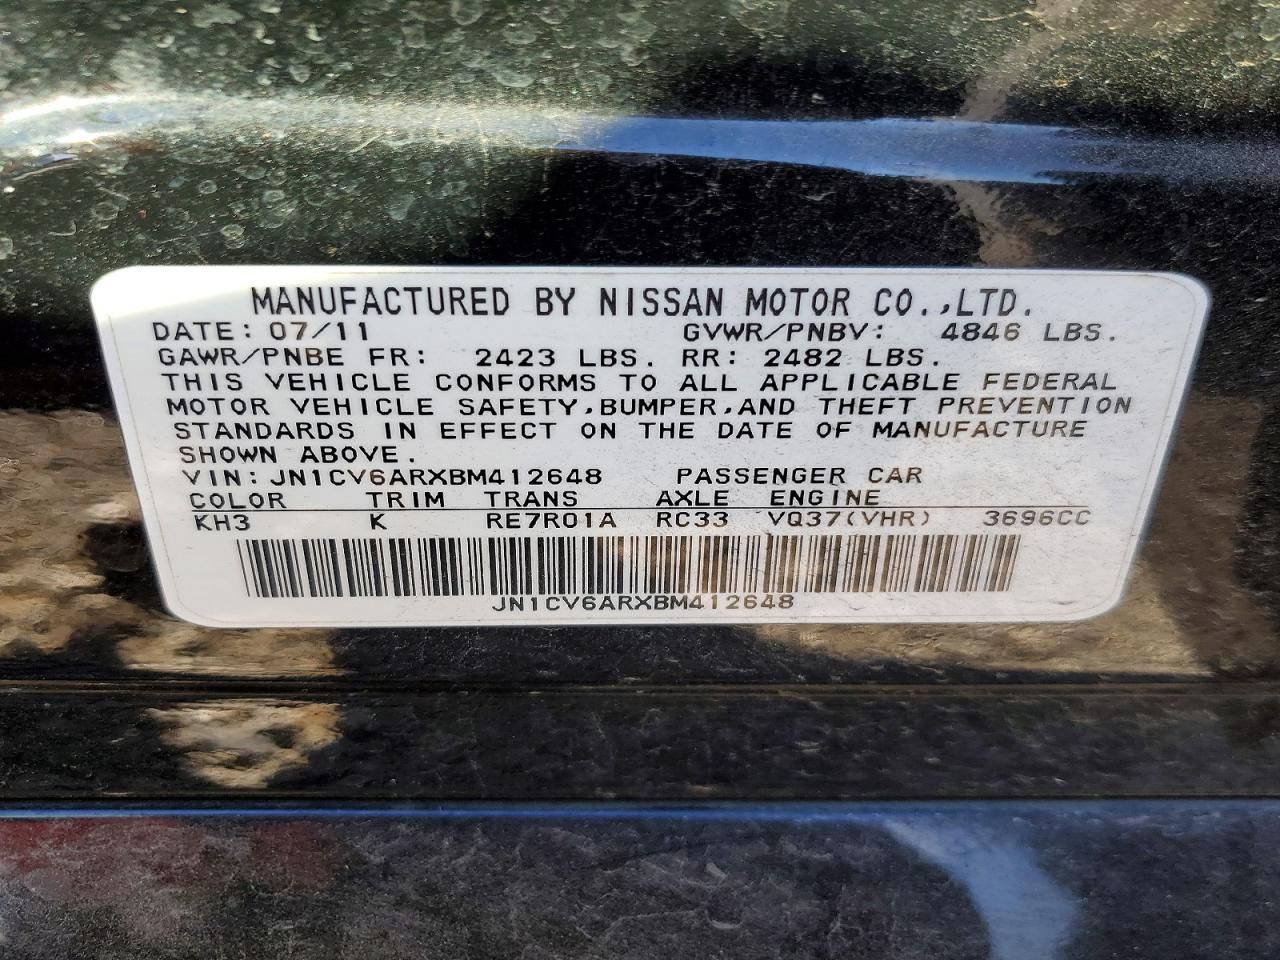 MANUFACTURED BY NISSAN MOTOR CO.,LTD.
DATE: 07/11 GVWR/PNBV: 4846 LBS.
GAWR/PNBE FR: 2423 LBS. RR: 2482 LBS.
THIS VEHICLE CONFORMS TO ALL APPLICABLE FEDERAL
MOTOR VEHICLE SAFETY,BUMPER,AND THEFT PREVENTION
STANDARDS IN EFFECT ON THE DATE OF MANUFACTURE
SHOWN ABOVE.
VIN: JN1CV6ARXBM412648 PASSENGER CAR
COLOR TRIM TRANS AXLE ENGINE
KH3 K RE7R01A RC33 VQ37(VHR) 3696CC
JN1CV6ARXBM412648